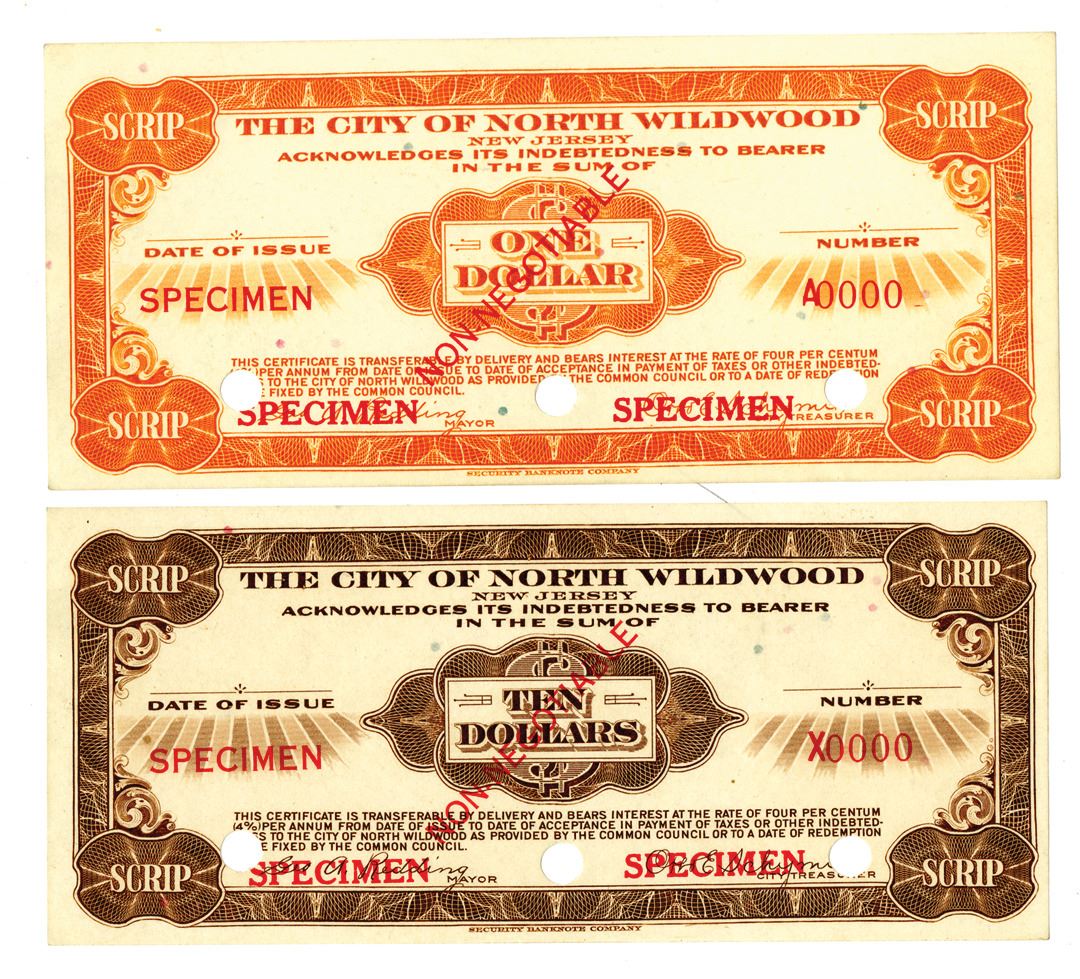 SCRIP
SCRIP
THE CITY OF NORTH WILDWOOD
NEW JERSEY
ACKNOWLEDGES ITS INDEBTEDNESS TO BEARER
IN THE SUM OF
NON-NEGOTIABLE
ONE
DOLLAR
DATE OF ISSUE
SPECIMEN
NUMBER
A0000
THIS CERTIFICATE IS TRANSFERABLE BY DELIVERY AND BEARS INTEREST AT THE RATE OF FOUR PER CENTUM
PER ANNUM FROM DATE OF ISSUE TO DATE OF ACCEPTANCE IN PAYMENT OF TAXES OR OTHER INDEBTED-
S TO THE CITY OF NORTH WILDWOOD AS PROVIDED THE COMMON COUNCIL OR TO A DATE OF REDEMPTION
E FIXED BY THE COMMON COUNCIL.
SPECIMEN
MAYOR
SPECIMEN
TREASURER
SCRIP
SCRIP
SECURITY BANKNOTE COMPANY
SCRIP
SCRIP
THE CITY OF NORTH WILDWOOD
NEW JERSEY
ACKNOWLEDGES ITS INDEBTEDNESS TO BEARER
IN THE SUM OF
NON-NEGOTIABLE
TEN
DOLLARS
DATE OF ISSUE
SPECIMEN
NUMBER
X0000
THIS CERTIFICATE IS TRANSFERABLE BY DELIVERY AND BEARS INTEREST AT THE RATE OF FOUR PER CENTUM
(4%) PER ANNUM FROM DATE OF ISSUE TO DATE OF ACCEPTANCE IN PAYMENT OF TAXES OR OTHER INDEBTED-
ES TO THE CITY OF NORTH WILDWOOD AS PROVIDED BY THE COMMON COUNCIL OR TO A DATE OF REDEMPTION
E FIXED BY THE COMMON COUNCIL.
SPECIMEN
Geo A. Redding
MAYOR
SPECIMEN
CITY TREASURER
SCRIP
SCRIP
SECURITY BANKNOTE COMPANY